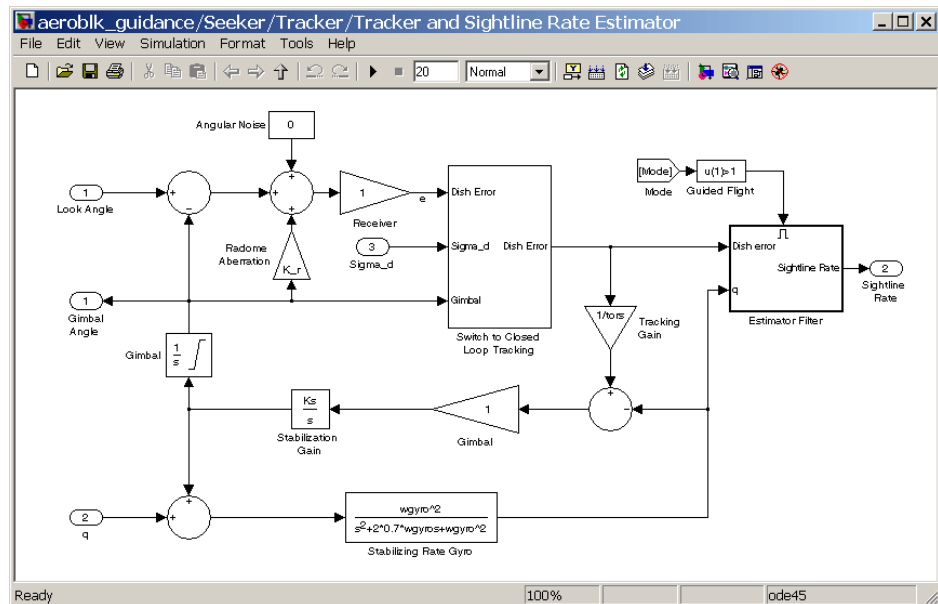 aeroblk_guidance/Seeker/Tracker/Tracker and Sightline Rate Estimator
File Edit View Simulation Format Tools Help
20 Normal
Angular Noise
0
[Mode]
Mode
u(1)>1
Guided Flight
1
Look Angle
+
-
+
+
+
1
Receiver
e
Dish Error
Radome
Aberration
K_r
3
Sigma_d
Sigma_d
Dish Error
Gimbal
Switch to Closed
Loop Tracking
Dish error
Sightline Rate
q
Estimator Filter
2
Sightline
Rate
1
Gimbal
Angle
1/tors
Tracking
Gain
Gimbal
1
s
Ks
s
Stabilization
Gain
1
Gimbal
+
-
2
q
+
+
wgyro^2
s²+2*0.7*wgyros+wgyro^2
Stabilizing Rate Gyro
Ready
100%
ode45